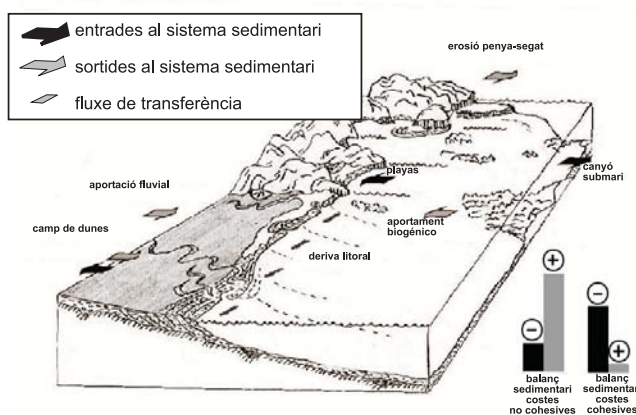 entrades al sistema sedimentari
sortides al sistema sedimentari
fluxe de transferència
erosió penya-segat
aportació fluvial
playas
canyó
submarí
camp de dunes
aportament
biogénico
deriva litoral
balanç
sedimentari
costes
no cohesives
balanç
sedimentari
costes
cohesives